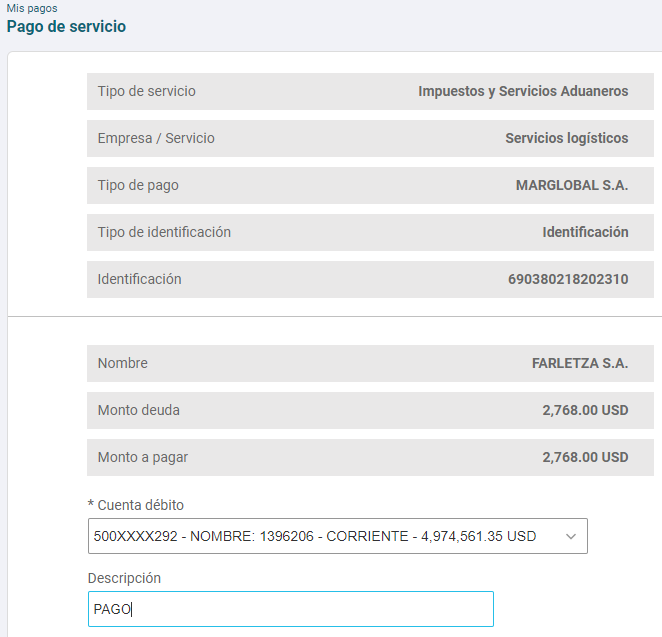 Mis pagos
Pago de servicio
Tipo de servicio Impuestos y Servicios Aduaneros
Empresa / Servicio Servicios logísticos
Tipo de pago MARGLOBAL S.A.
Tipo de identificación Identificación
Identificación 690380218202310
Nombre FARLETZA S.A.
Monto deuda 2,768.00 USD
Monto a pagar 2,768.00 USD
* Cuenta débito
500XXXX292 - NOMBRE: 1396206 - CORRIENTE - 4,974,561.35 USD
Descripción
PAGO